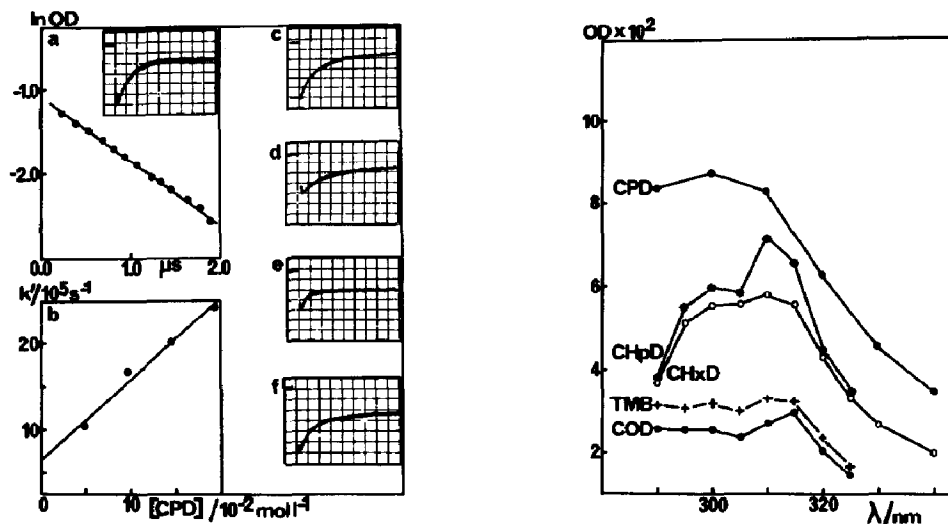 ln OD
a
-1.0
-2.0
0.0
1.0
2.0
μs
k'/10⁵s⁻¹
b
20
10
0
10
20
[CPD] /10⁻² mol l⁻¹
c
d
e
f
OD×10²
10
8
6
4
2
CPD
CHpD
CHxD
TMB
COD
300
320
λ/nm